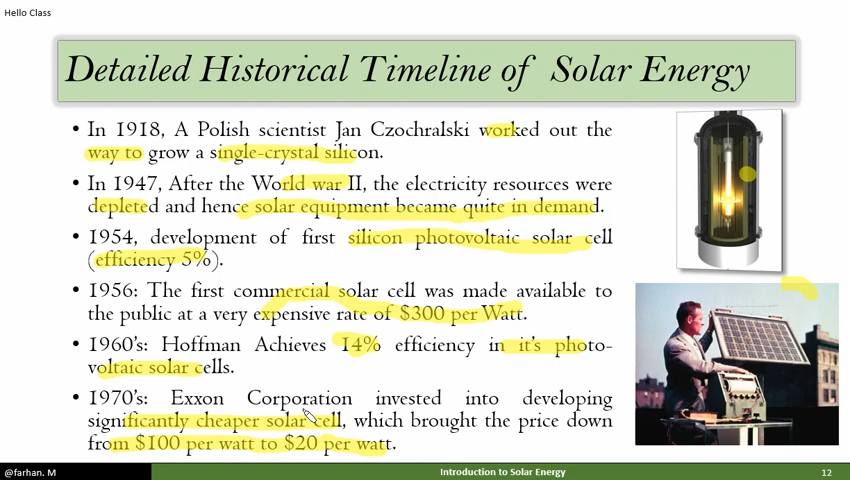 Hello Class
Detailed Historical Timeline of Solar Energy
• In 1918, A Polish scientist Jan Czochralski worked out the
way to grow a single-crystal silicon.
• In 1947, After the World war II, the electricity resources were
depleted and hence solar equipment became quite in demand.
• 1954, development of first silicon photovoltaic solar cell
(efficiency 5%).
• 1956: The first commercial solar cell was made available to
the public at a very expensive rate of $300 per Watt.
• 1960's: Hoffman Achieves 14% efficiency in it's photo-
voltaic solar cells.
• 1970's: Exxon Corporation invested into developing
significantly cheaper solar cell, which brought the price down
from $100 per watt to $20 per watt.
@farhan. M
Introduction to Solar Energy
12